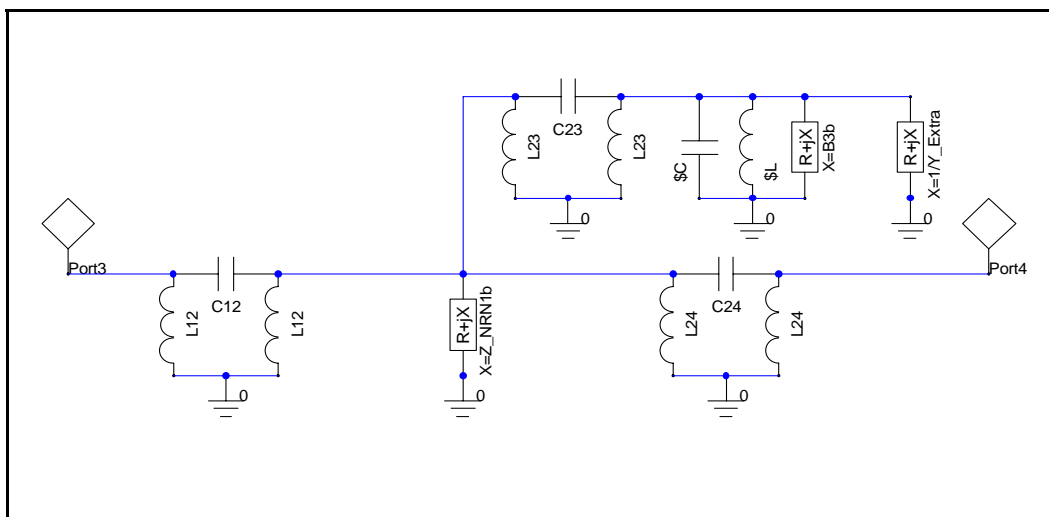 C23
L23
L23
$C
$L
R+jX
X=B3b
R+jX
X=1/Y_Extra
0
0
0
Port3
Port4
C12
L12
L12
0
R+jX
X=Z_NRN1b
0
C24
L24
L24
0